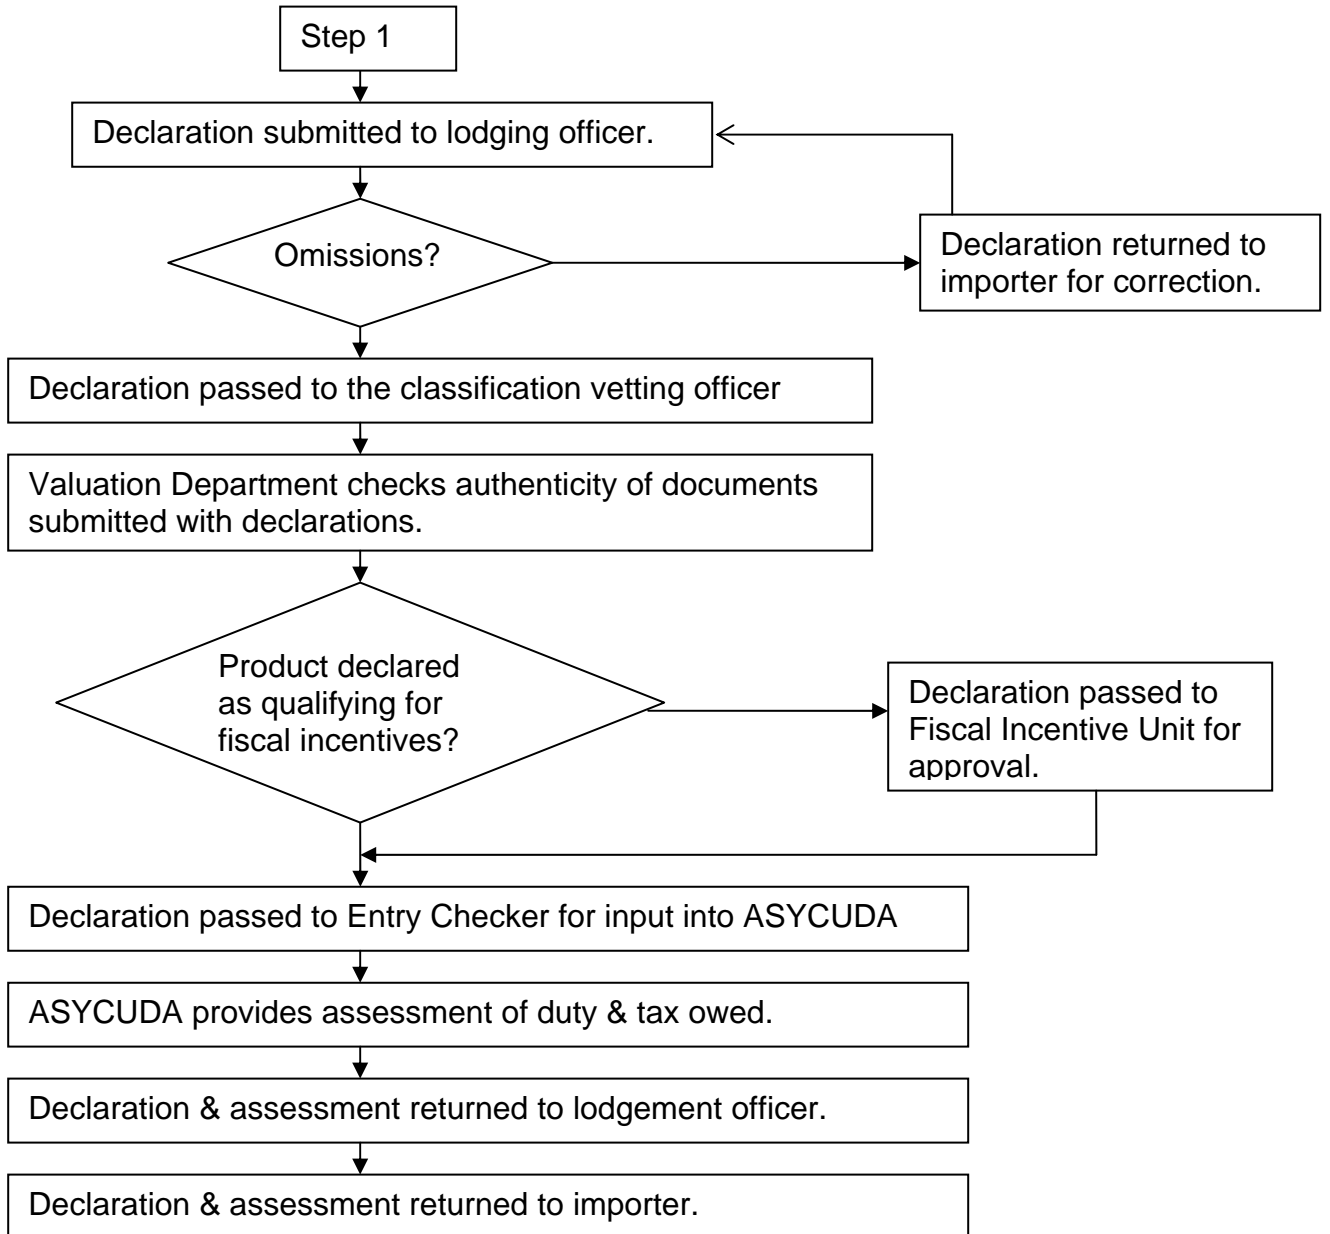 Step 1
Declaration submitted to lodging officer.
Omissions?
Declaration returned to
importer for correction.
Declaration passed to the classification vetting officer
Valuation Department checks authenticity of documents
submitted with declarations.
Product declared
as qualifying for
fiscal incentives?
Declaration passed to
Fiscal Incentive Unit for
approval.
Declaration passed to Entry Checker for input into ASYCUDA
ASYCUDA provides assessment of duty & tax owed.
Declaration & assessment returned to lodgement officer.
Declaration & assessment returned to importer.